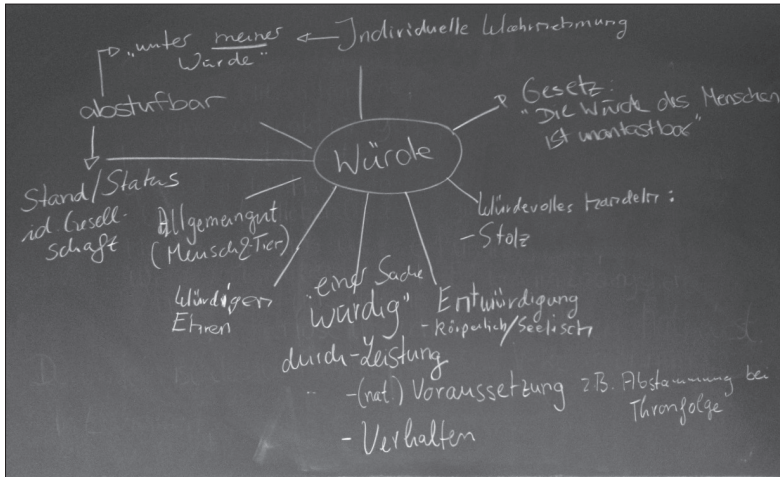 Individuelle Wahrnehmung
"unter meiner
Würde"
abstufbar
Gesetz:
"Die Würde des Menschen
ist unantastbar"
Würde
Stand/Status
i.d. Gesell-
schaft
Allgemeingut
(Mensch & Tier)
Würdevolles Handeln:
- Stolz
Würdigen
Ehren
"einer Sache
würdig"
durch - Leistung
" - (nat.) Voraussetzung z.B. Abstammung bei
Thronfolge
- Verhalten
Entwürdigung
- körperlich/seelisch